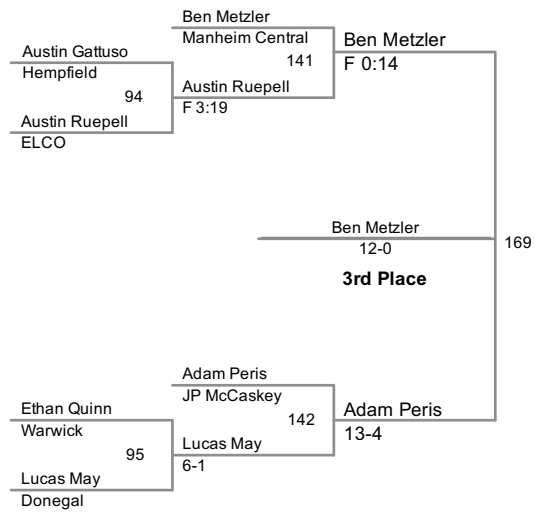 Ben Metzler
Manheim Central
141
Ben Metzler
F 0:14
Austin Gattuso
Hempfield
94
Austin Ruepell
F 3:19
Austin Ruepell
ELCO
Ben Metzler
12-0
169
3rd Place
Adam Peris
JP McCaskey
142
Adam Peris
13-4
Ethan Quinn
Warwick
95
Lucas May
6-1
Lucas May
Donegal